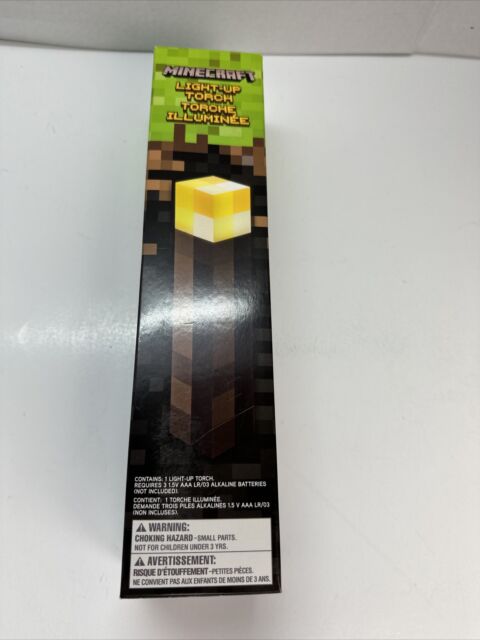 MINECRAFT
LIGHT-UP
TORCH
TORCHE
ILLUMINÉE
CONTAINS: 1 LIGHT-UP TORCH.
REQUIRES 3 1.5V AAA LR/03 ALKALINE BATTERIES
(NOT INCLUDED).
CONTIENT: 1 TORCHE ILLUMINÉE.
DEMANDE TROIS PILES ALKALINES 1.5 V AAA LR/03
(NON INCLUSES).
WARNING:
CHOKING HAZARD-SMALL PARTS.
NOT FOR CHILDREN UNDER 3 YRS.
AVERTISSEMENT:
RISQUE D'ÉTOUFFEMENT-PETITES PIÈCES.
NE CONVIENT PAS AUX ENFANTS DE MOINS DE 3 ANS.